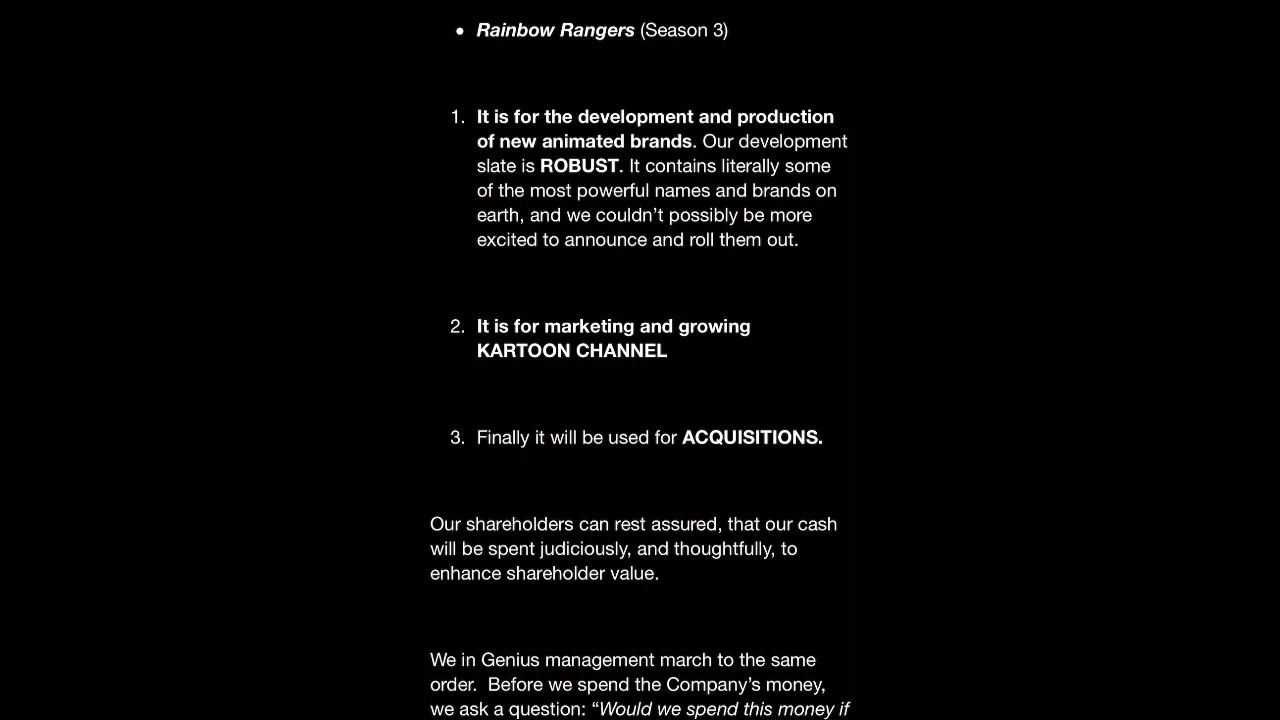 • Rainbow Rangers (Season 3)
1. It is for the development and production
of new animated brands. Our development
slate is ROBUST. It contains literally some
of the most powerful names and brands on
earth, and we couldn’t possibly be more
excited to announce and roll them out.
2. It is for marketing and growing
KARTOON CHANNEL
3. Finally it will be used for ACQUISITIONS.
Our shareholders can rest assured, that our cash
will be spent judiciously, and thoughtfully, to
enhance shareholder value.
We in Genius management march to the same
order.  Before we spend the Company’s money,
we ask a question: “Would we spend this money if